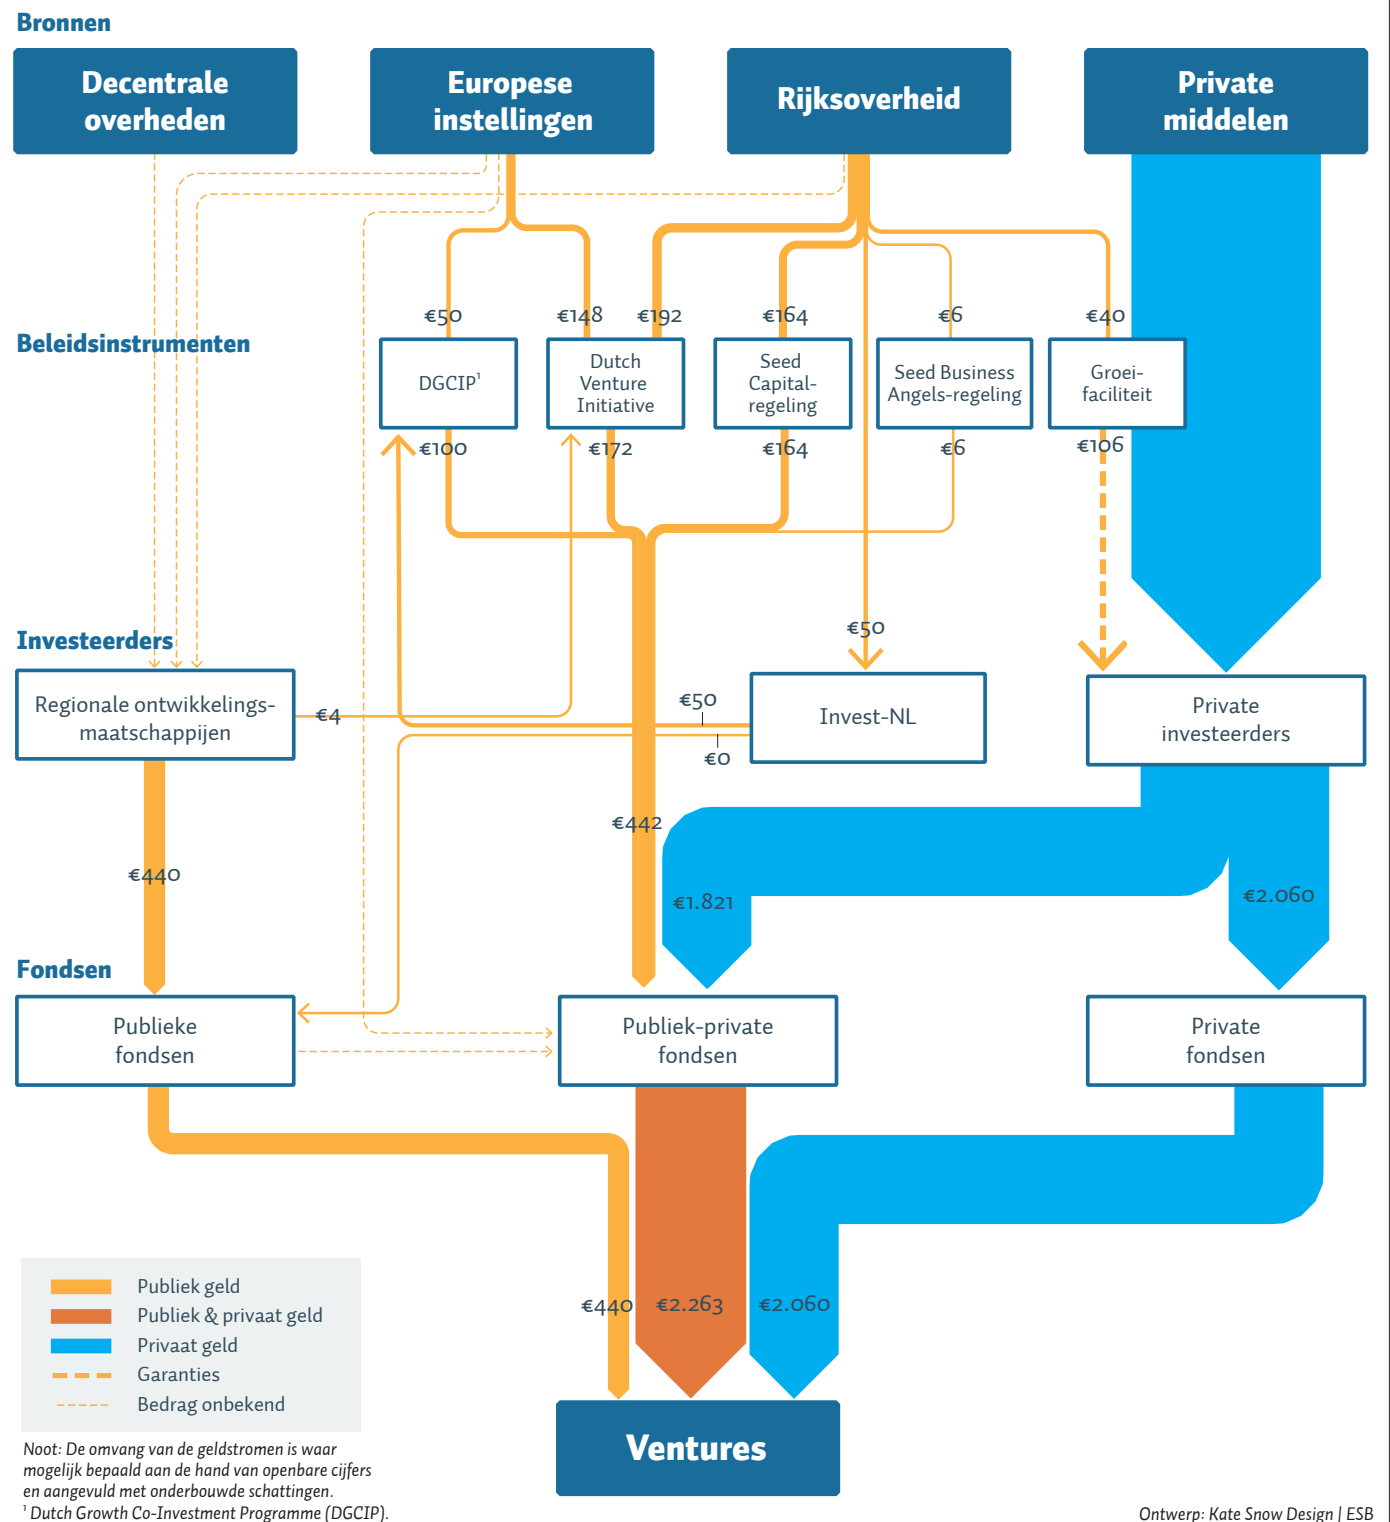 Bronnen
Decentrale
overheden
Europese
instellingen
Rijksoverheid
Private
middelen
€50
€148
€192
€164
€6
€40
Beleidsinstrumenten
DGCIP¹
Dutch
Venture
Initiative
Seed
Capital-
regeling
Seed Business
Angels-regeling
Groei-
faciliteit
€100
€172
€164
€6
€106
€50
Investeerders
Regionale ontwikkelings-
maatschappijen
€4
€50
€0
Invest-NL
Private
investeerders
€442
€440
€1.821
€2.060
Fondsen
Publieke
fondsen
Publiek-private
fondsen
Private
fondsen
€440
€2.263
€2.060
Publiek geld
Publiek & privaat geld
Privaat geld
Garanties
Bedrag onbekend
Ventures
Noot: De omvang van de geldstromen is waar
mogelijk bepaald aan de hand van openbare cijfers
en aangevuld met onderbouwde schattingen.
¹ Dutch Growth Co-Investment Programme (DGCIP).
Ontwerp: Kate Snow Design | ESB